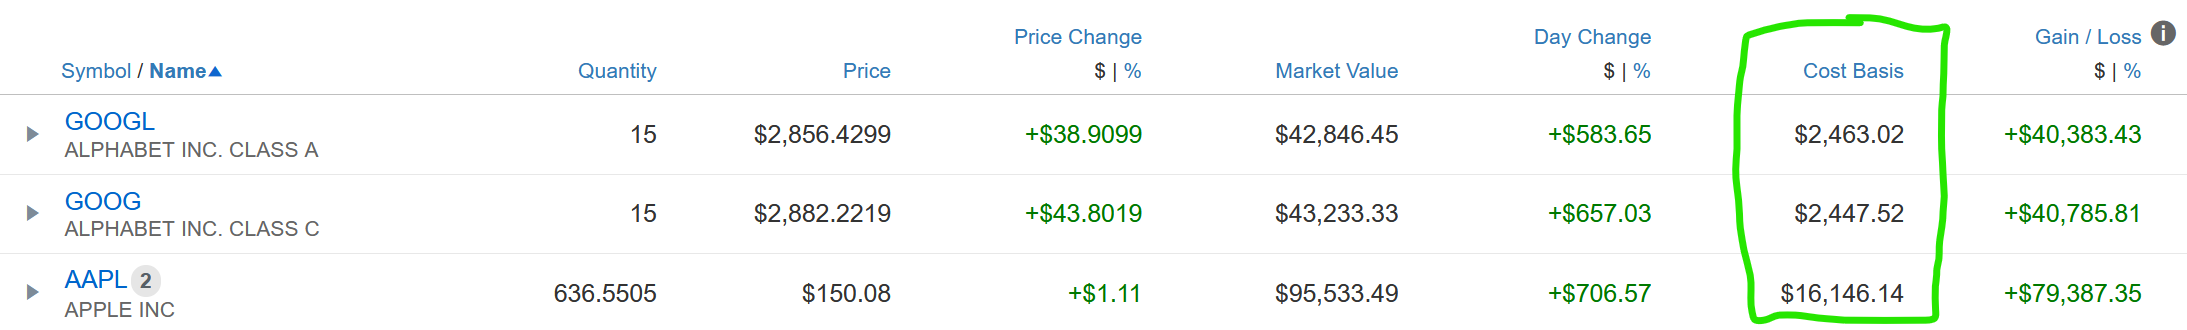 Price Change Day Change Gain / Loss i
Symbol / Name Quantity Price $ | % Market Value $ | % Cost Basis $ | %
GOOGL
ALPHABET INC. CLASS A 15 $2,856.4299 +$38.9099 $42,846.45 +$583.65 $2,463.02 +$40,383.43
GOOG
ALPHABET INC. CLASS C 15 $2,882.2219 +$43.8019 $43,233.33 +$657.03 $2,447.52 +$40,785.81
AAPL 2
APPLE INC 636.5505 $150.08 +$1.11 $95,533.49 +$706.57 $16,146.14 +$79,387.35